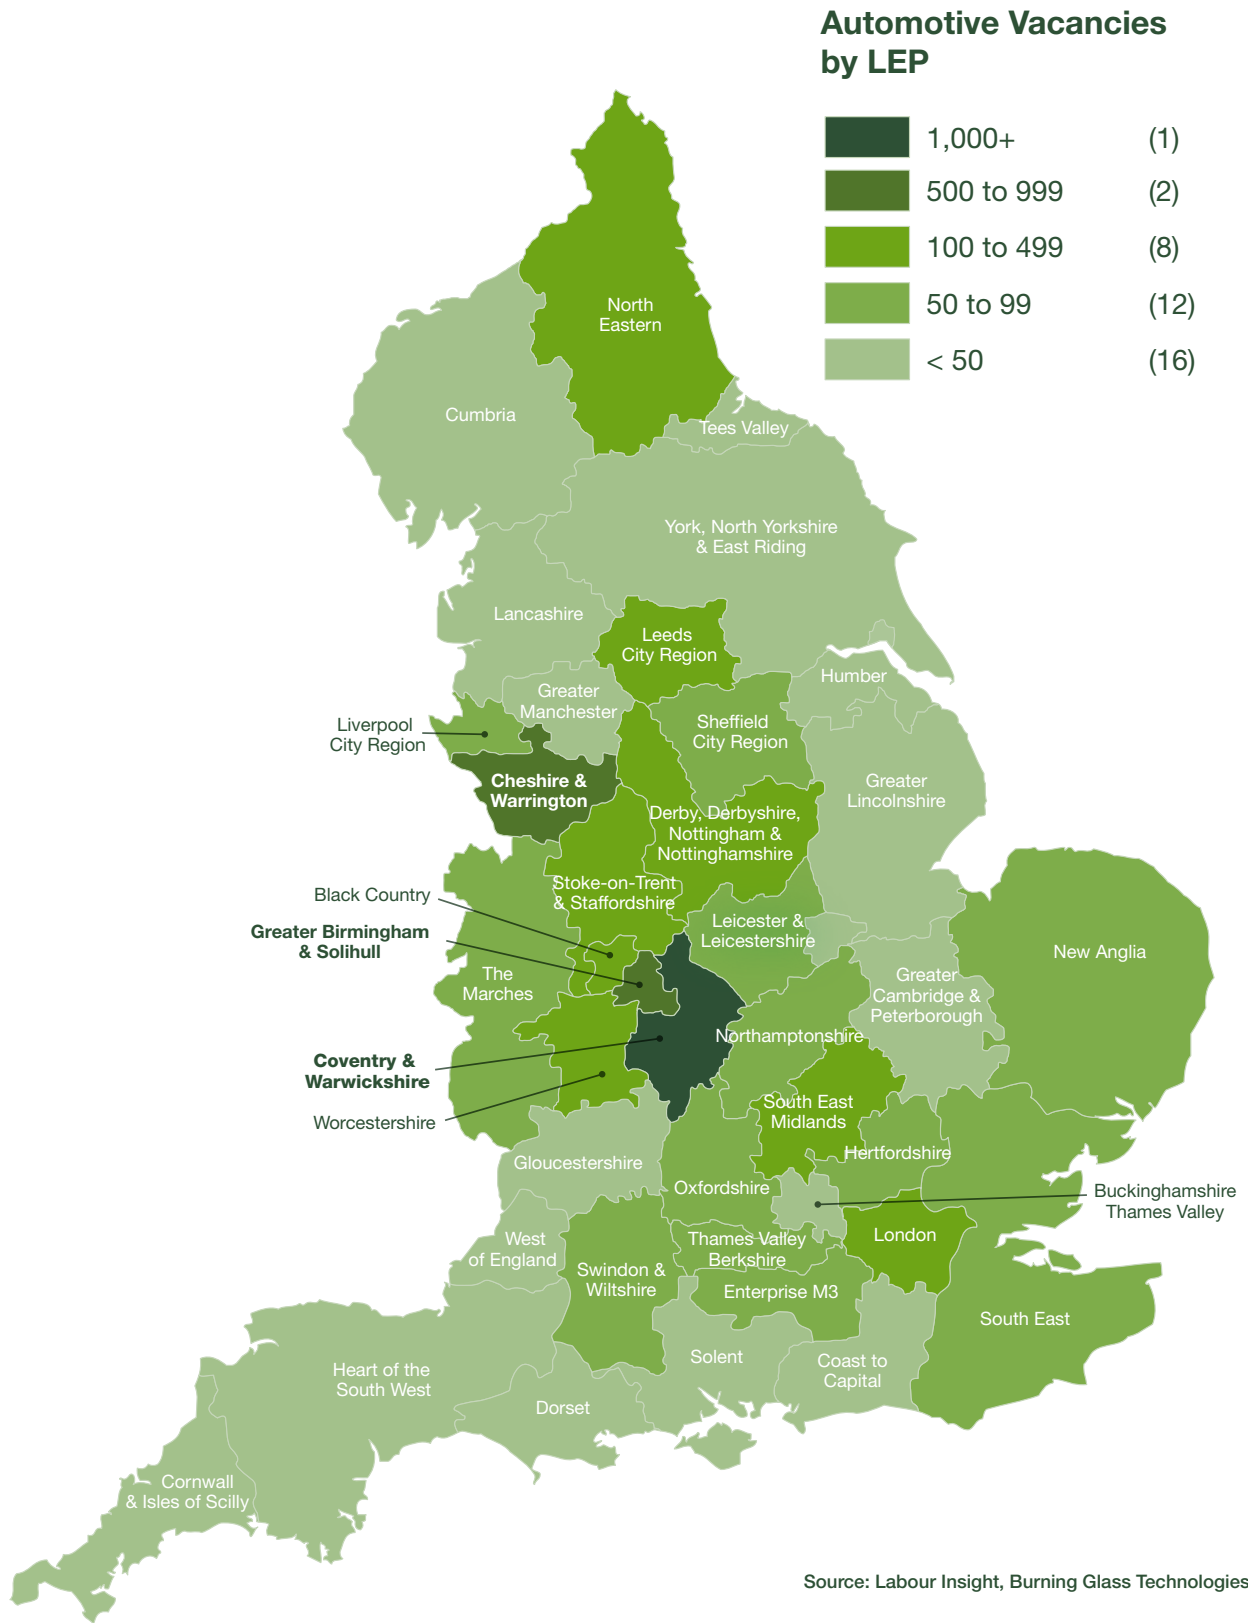 Automotive Vacancies
by LEP
1,000+ (1)
500 to 999 (2)
100 to 499 (8)
50 to 99 (12)
< 50 (16)
North
Eastern
Cumbria
Tees Valley
York, North Yorkshire
& East Riding
Lancashire
Leeds
City Region
Humber
Greater
Manchester
Liverpool
City Region
Sheffield
City Region
Cheshire &
Warrington
Greater
Lincolnshire
Derby, Derbyshire,
Nottingham &
Nottinghamshire
Stoke-on-Trent
& Staffordshire
Black Country
Greater Birmingham
& Solihull
Leicester &
Leicestershire
New Anglia
The
Marches
Greater
Cambridge &
Peterborough
Northamptonshire
Coventry &
Warwickshire
Worcestershire
South East
Midlands
Hertfordshire
Gloucestershire
Oxfordshire
Buckinghamshire
Thames Valley
West
of England
Thames Valley
Berkshire
London
Swindon &
Wiltshire
Enterprise M3
South East
Solent
Coast to
Capital
Heart of the
South West
Dorset
Cornwall
& Isles of Scilly
Source: Labour Insight, Burning Glass Technologies